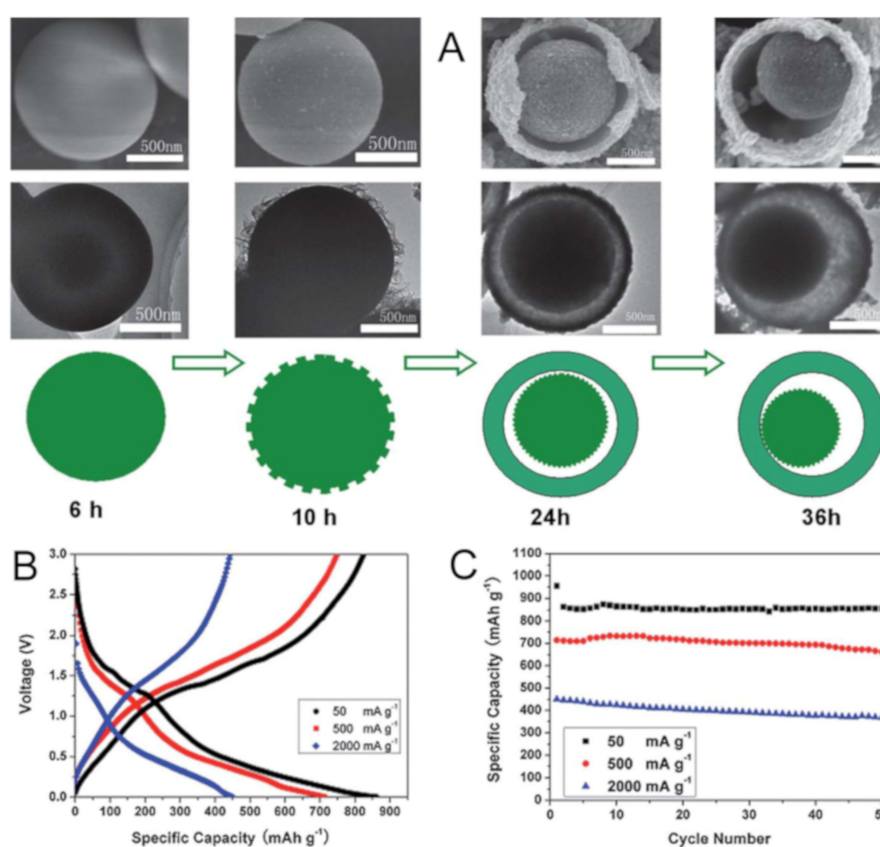 A
500nm
500nm
500nm
500nm
500nm
500nm
500nm
500nm
6 h
10 h
24h
36h
B
3.0
2.5
2.0
1.5
1.0
0.5
0.0
Voltage (V)
50 mA g⁻¹
500 mA g⁻¹
2000 mA g⁻¹
0 100 200 300 400 500 600 700 800 900
Specific Capacity (mAh g⁻¹)
C
1100
1000
900
800
700
600
500
400
300
200
100
0
Specific Capacity (mAh g⁻¹)
50 mA g⁻¹
500 mA g⁻¹
2000 mA g⁻¹
0 10 20 30 40
Cycle Number